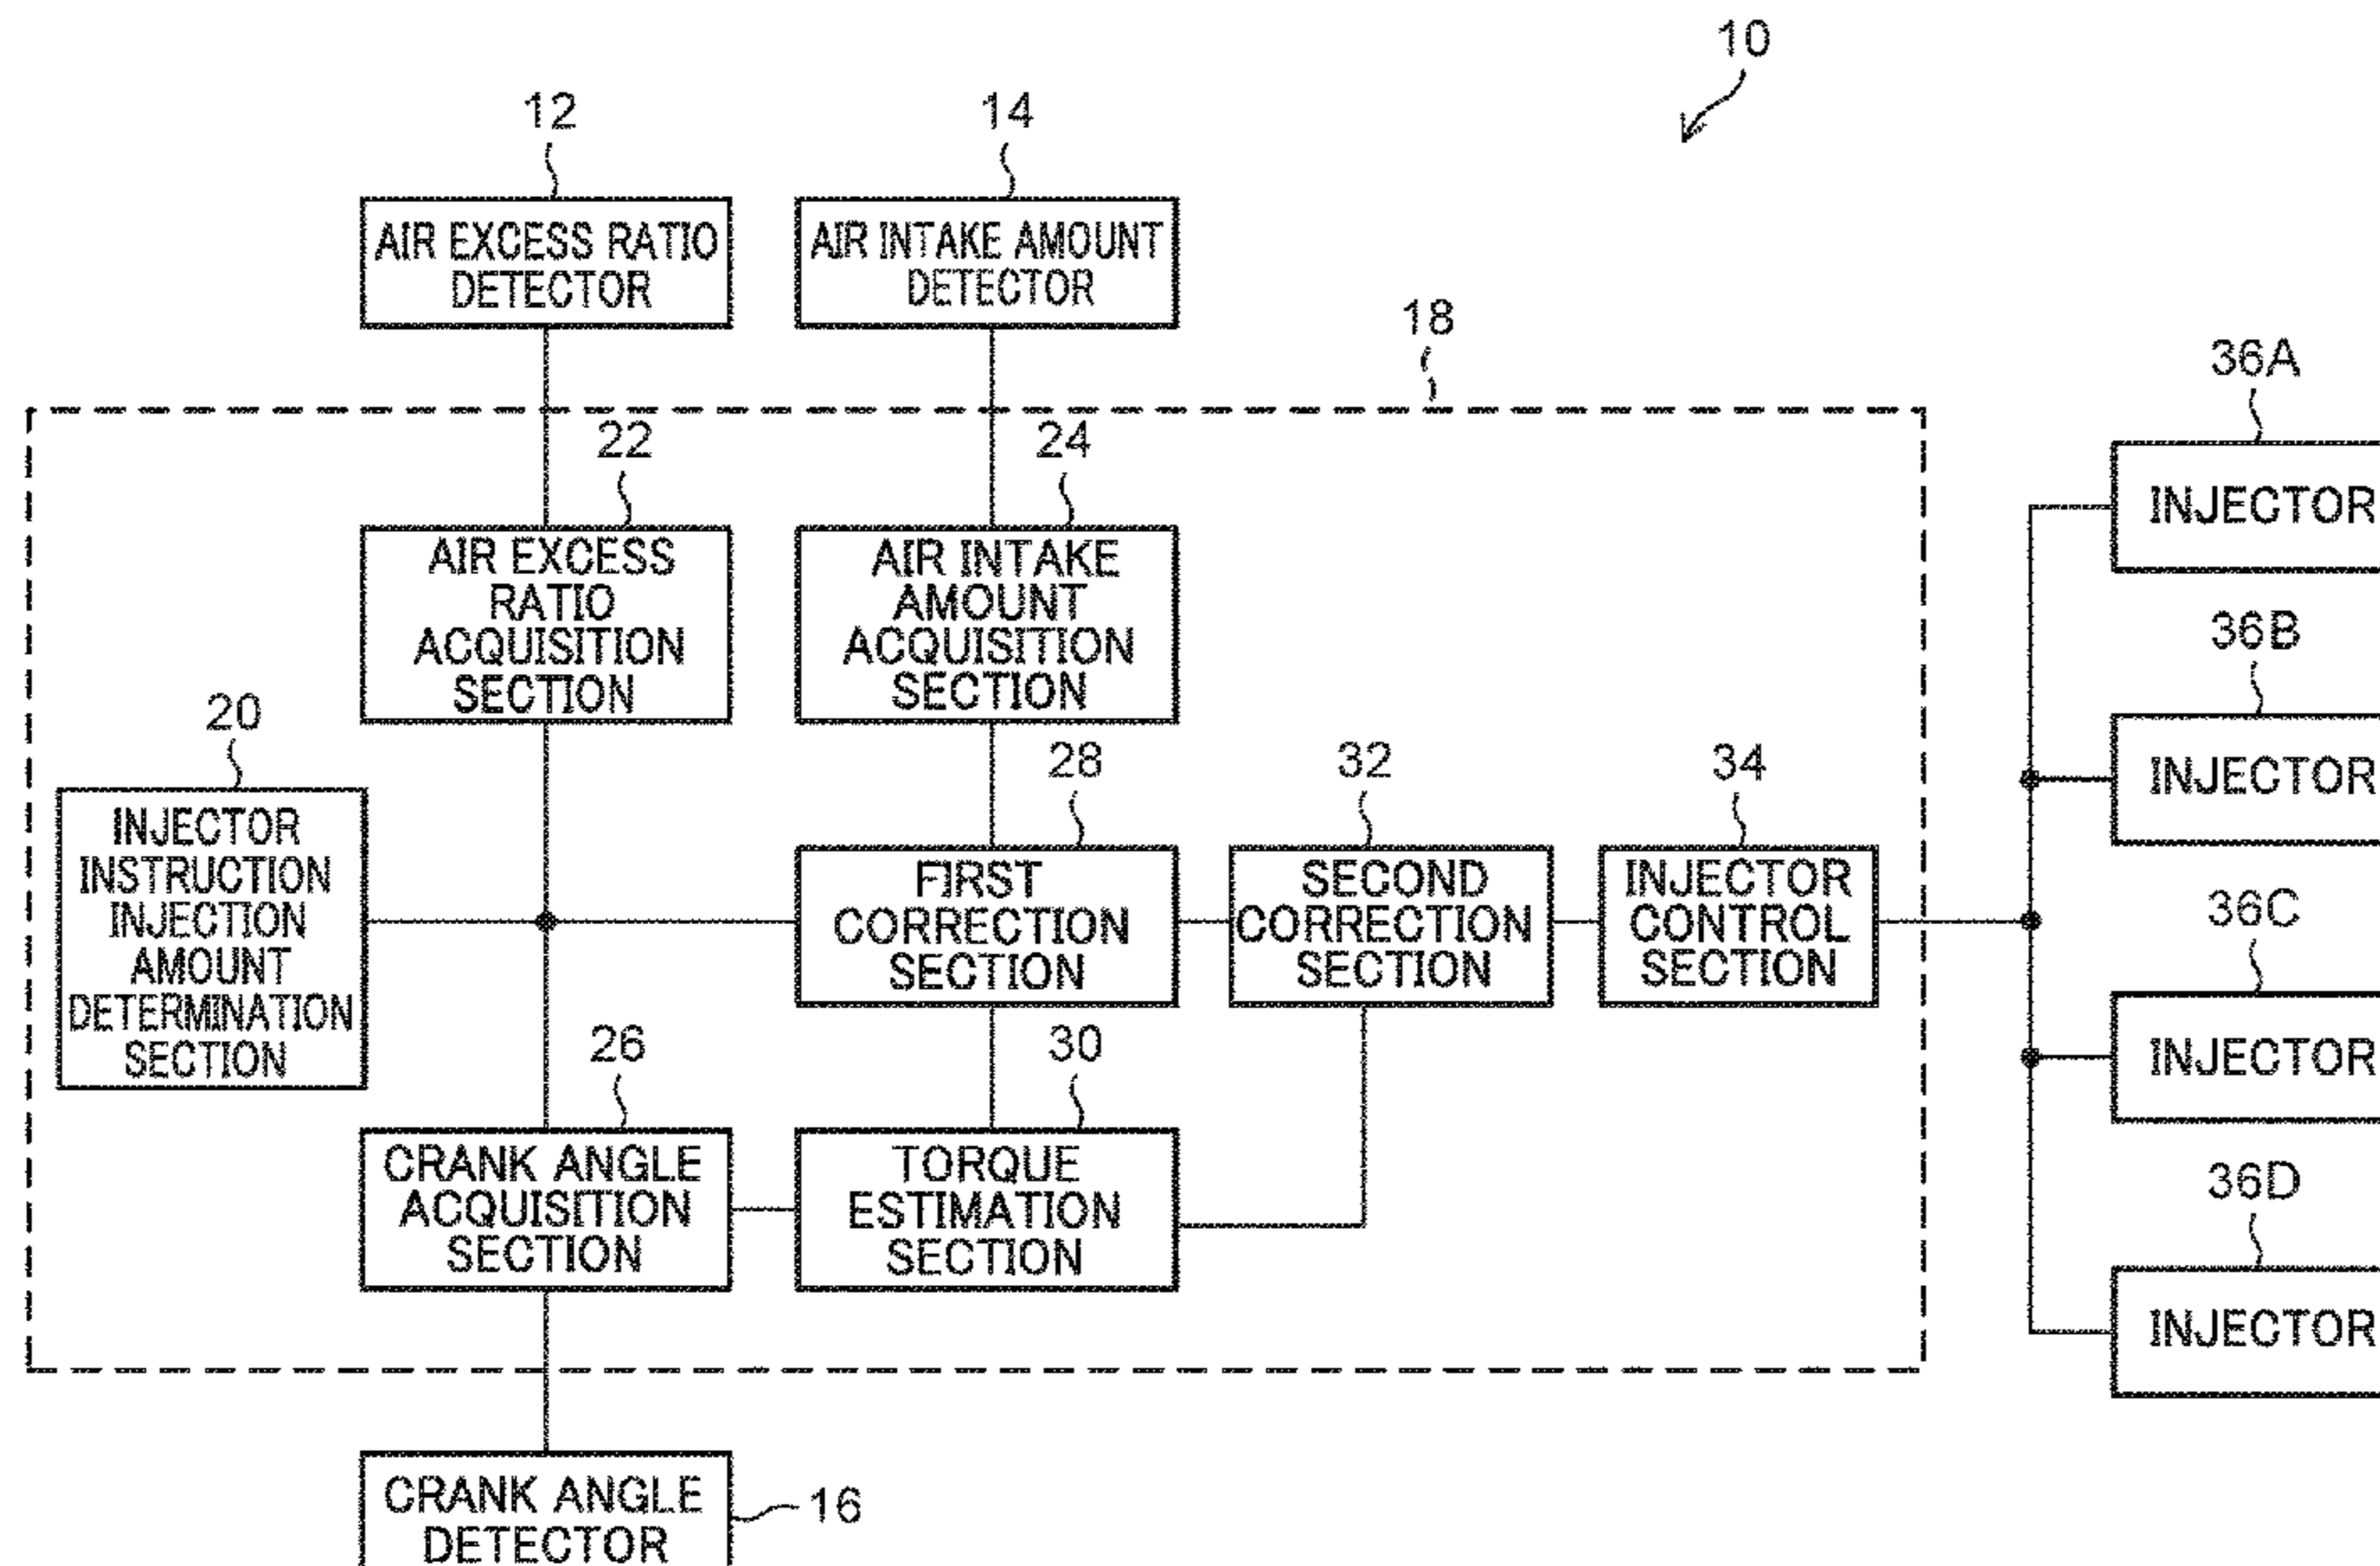 10
12
14
AIR EXCESS RATIO
DETECTOR
AIR INTAKE AMOUNT
DETECTOR
18
36A
INJECTOR
22
24
AIR EXCESS
RATIO
ACQUISITION
SECTION
AIR INTAKE
AMOUNT
ACQUISITION
SECTION
36B
INJECTOR
20
INJECTOR
INSTRUCTION
INJECTION
AMOUNT
DETERMINATION
SECTION
28
FIRST
CORRECTION
SECTION
32
SECOND
CORRECTION
SECTION
34
INJECTOR
CONTROL
SECTION
36C
INJECTOR
26
CRANK ANGLE
ACQUISITION
SECTION
30
TORQUE
ESTIMATION
SECTION
36D
INJECTOR
CRANK ANGLE
DETECTOR
16